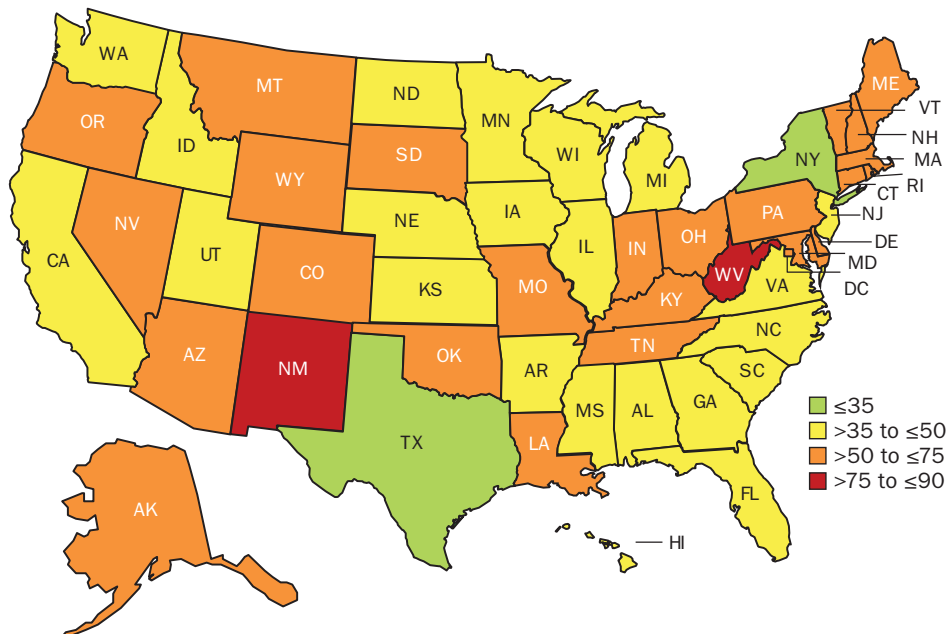 WA
MT
ND
MN
ME
VT
NH
MA
RI
CT
NJ
DE
MD
DC
OR
ID
SD
WI
MI
NY
WY
NE
IA
PA
NV
UT
CO
KS
IL
IN
OH
WV
VA
CA
MO
KY
NC
AZ
NM
OK
AR
TN
SC
TX
MS
AL
GA
LA
FL
AK
HI
≤35
>35 to ≤50
>50 to ≤75
>75 to ≤90